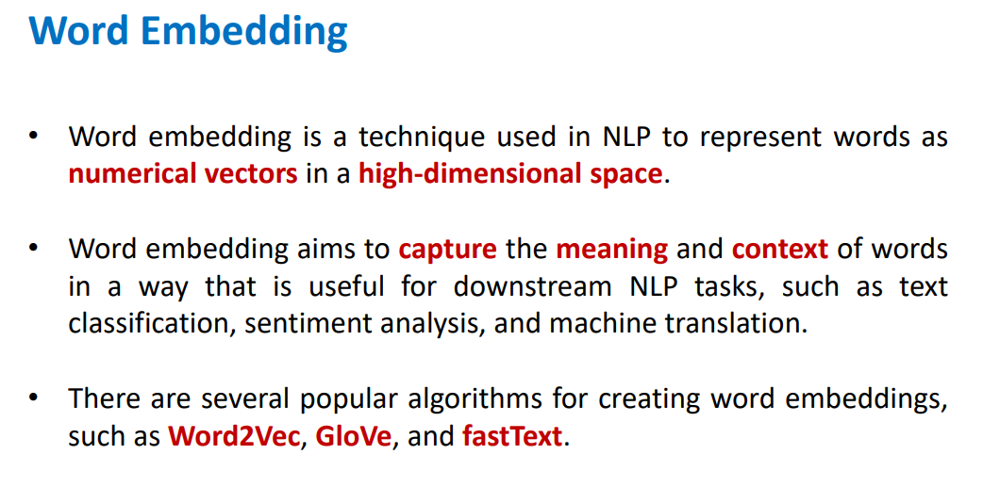 Word Embedding
• Word embedding is a technique used in NLP to represent words as
numerical vectors in a high-dimensional space.
• Word embedding aims to capture the meaning and context of words
in a way that is useful for downstream NLP tasks, such as text
classification, sentiment analysis, and machine translation.
• There are several popular algorithms for creating word embeddings,
such as Word2Vec, GloVe, and fastText.